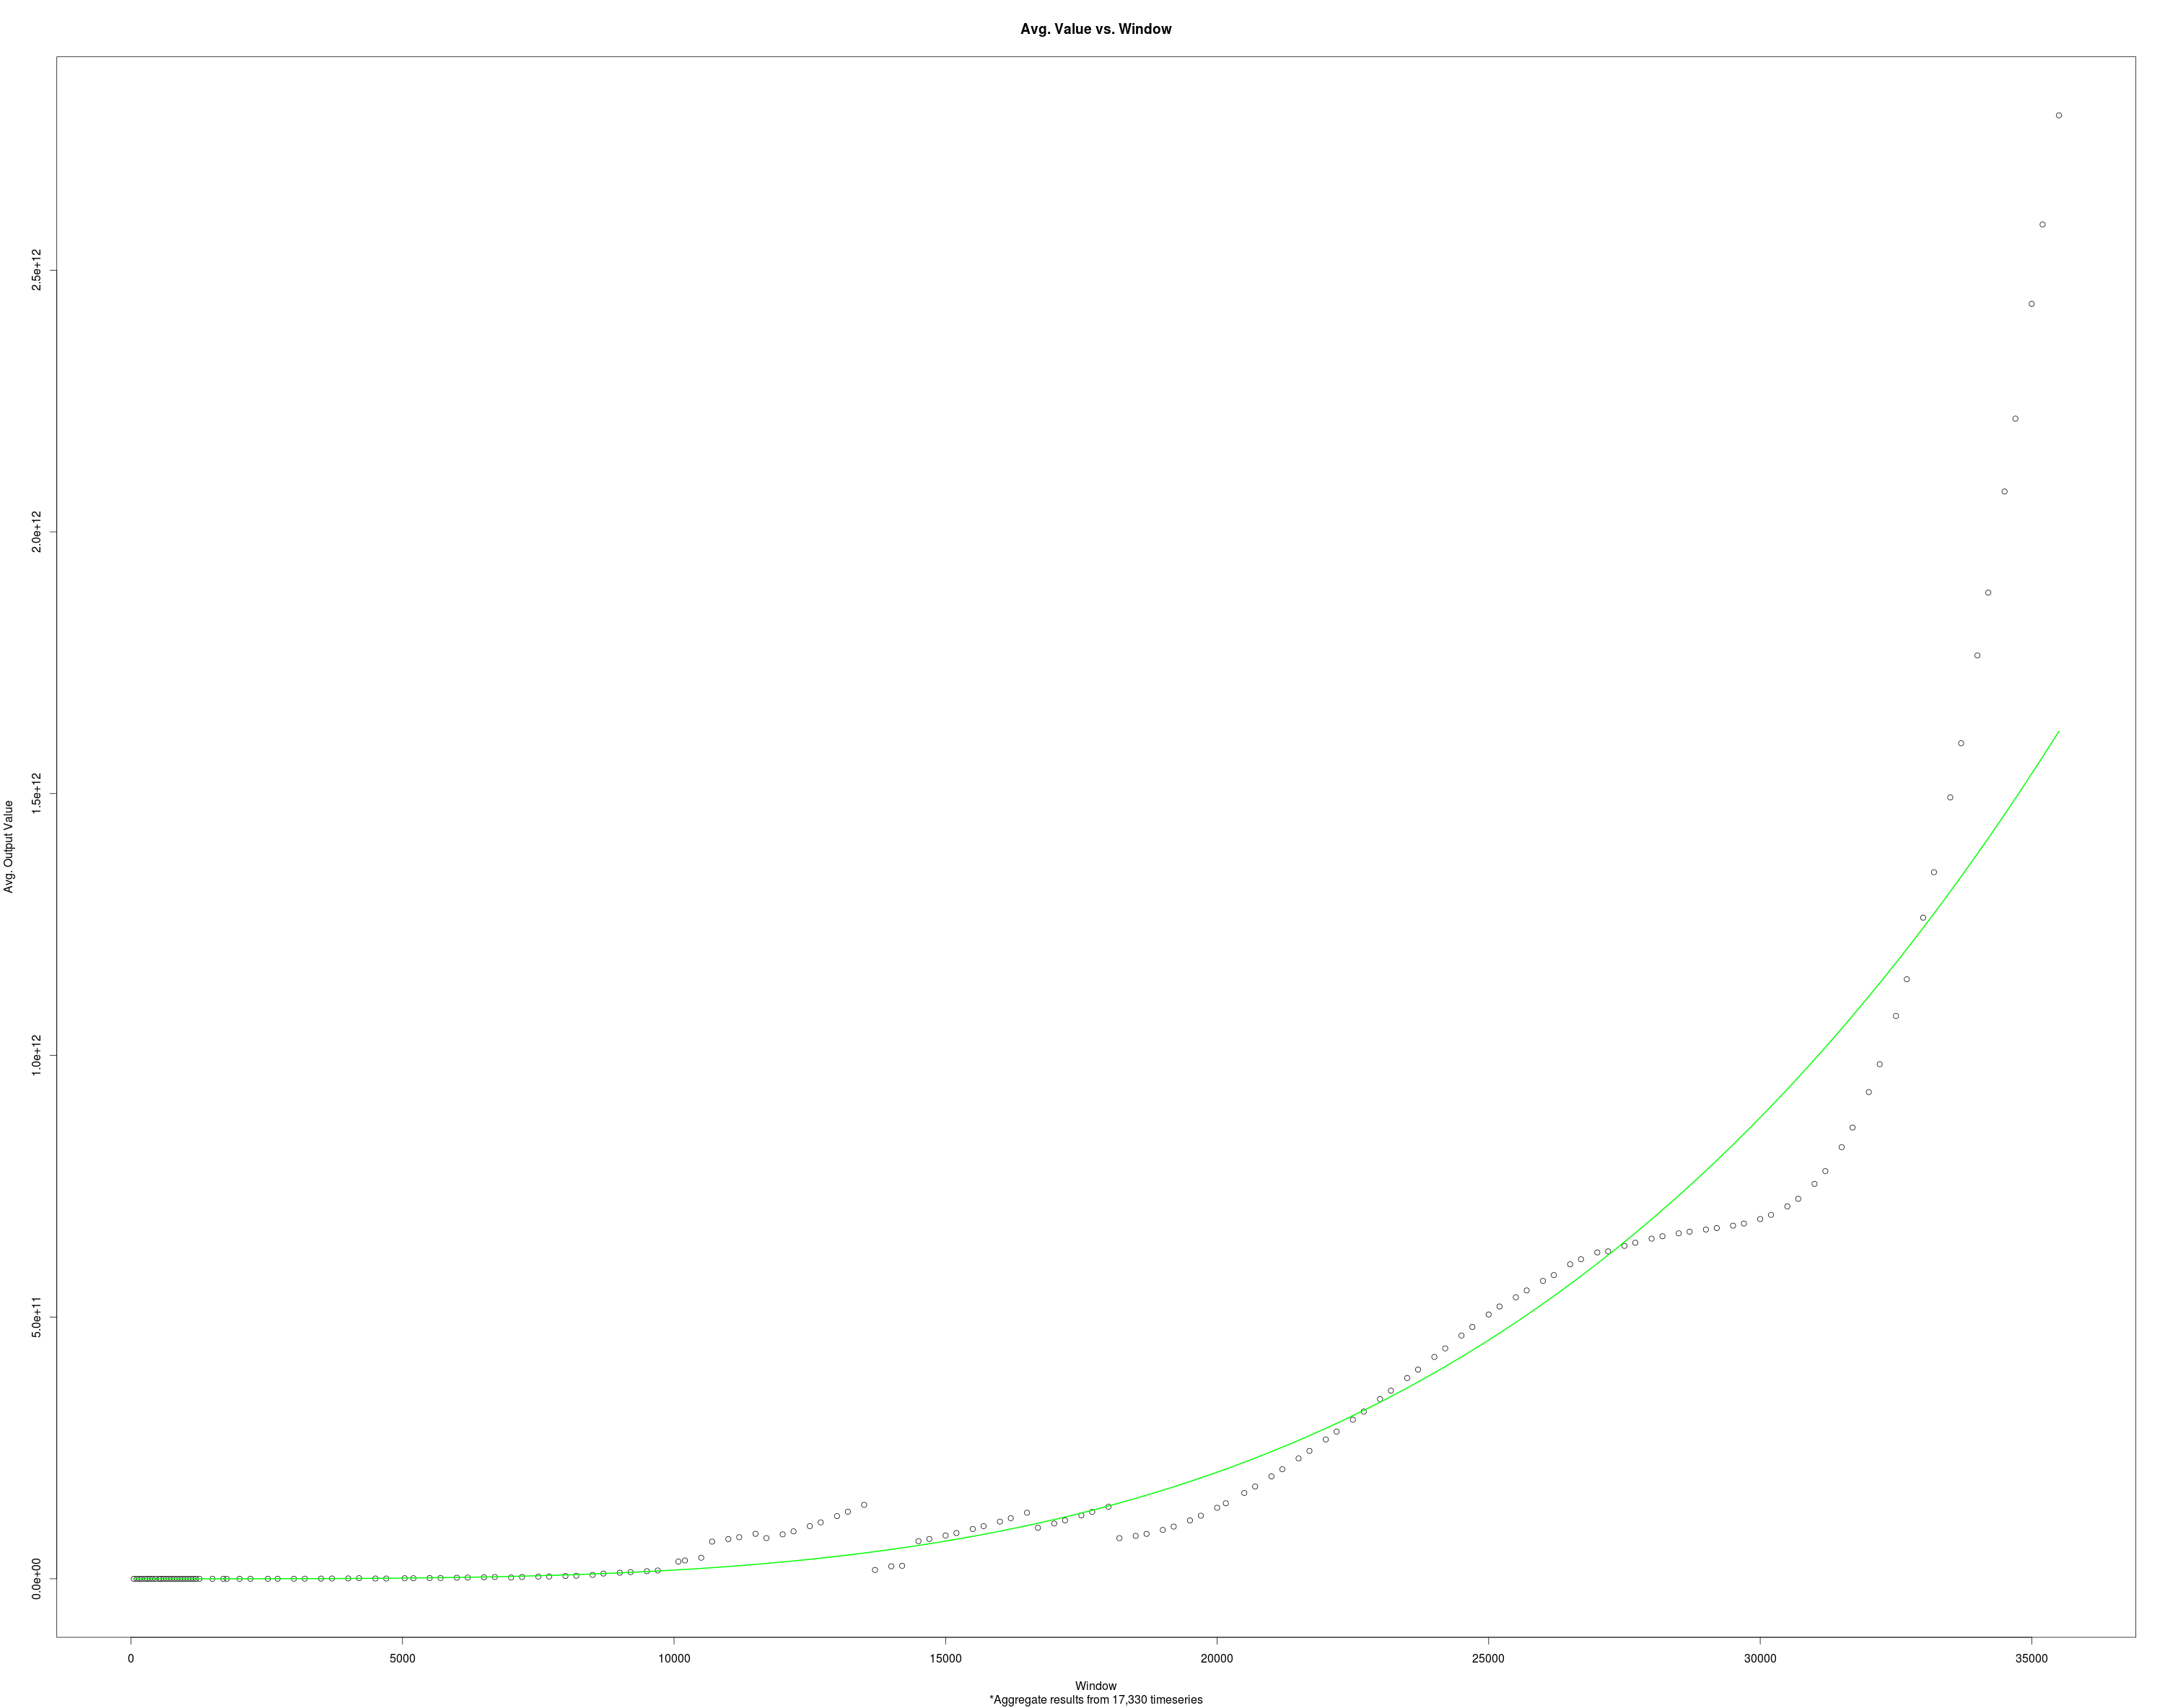 Avg. Value vs. Window
Avg. Output Value
2.5e+12
2.0e+12
1.5e+12
1.0e+12
5.0e+11
0.0e+00
0 5000 10000 15000 20000 25000 30000 35000
Window
*Aggregate results from 17,330 timeseries